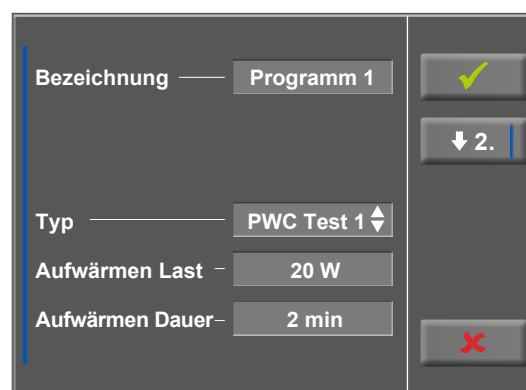 Bezeichnung Programm 1
2.
Typ PWC Test 1
Aufwärmen Last 20 W
Aufwärmen Dauer 2 min